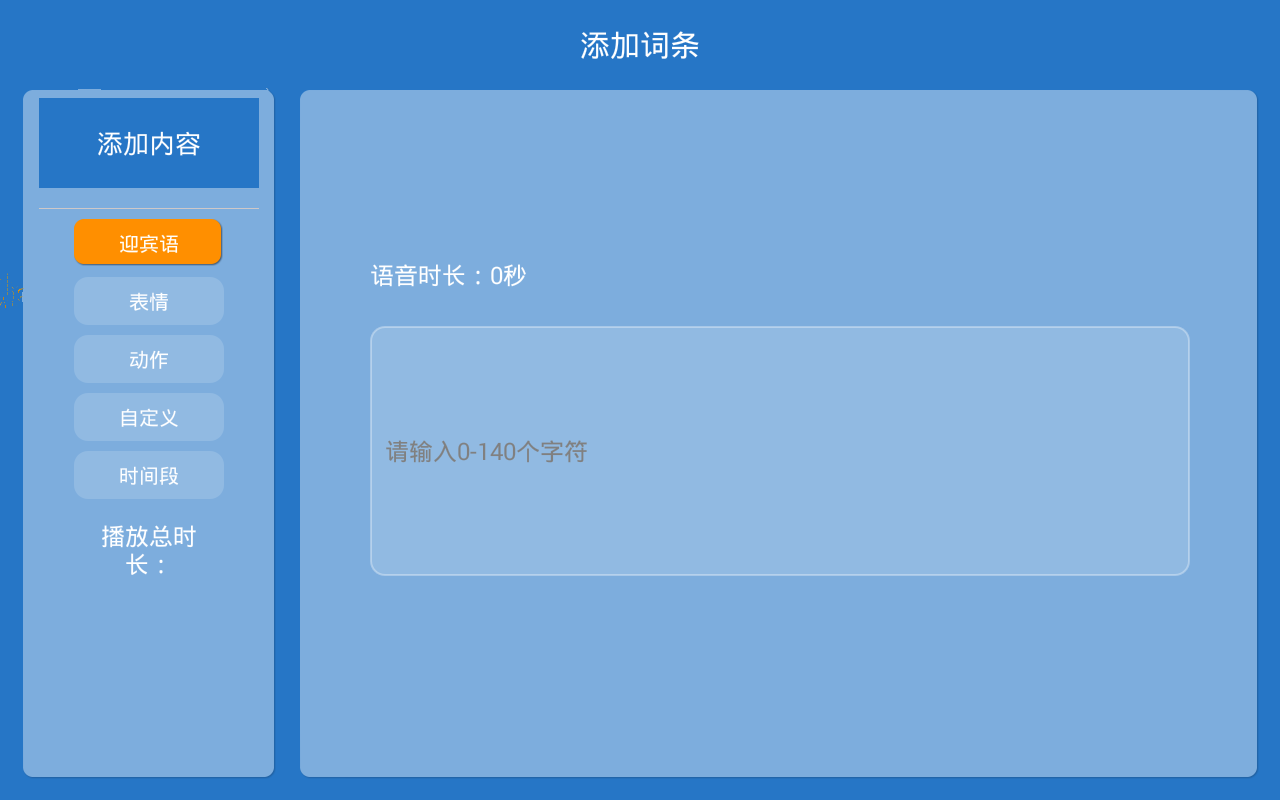 添加词条
添加内容
迎宾语
表情
动作
自定义
时间段
播放总时
长：
语音时长：0秒
请输入0-140个字符